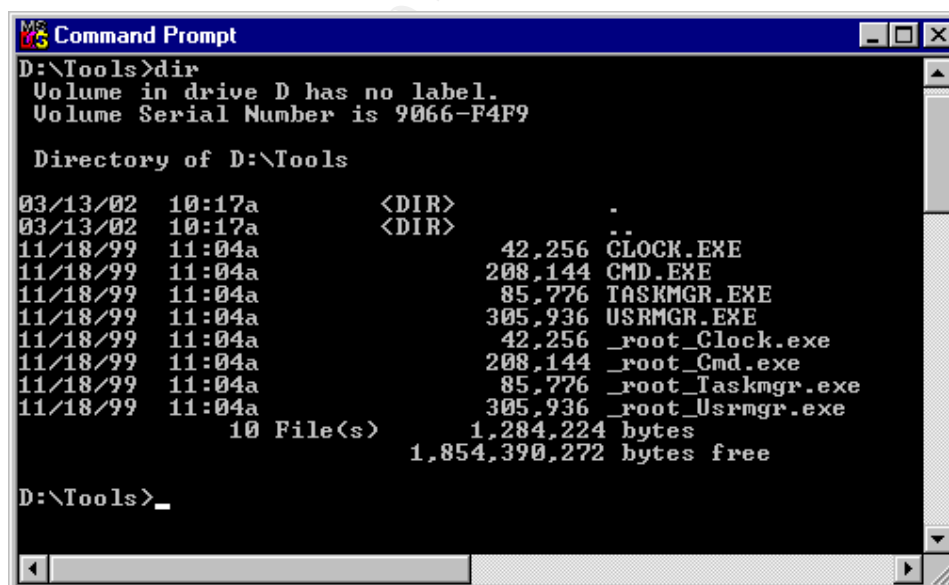 Command Prompt
D:\Tools>dir
 Volume in drive D has no label.
 Volume Serial Number is 9066-F4F9

 Directory of D:\Tools

03/13/02  10:17a        <DIR>          .
03/13/02  10:17a        <DIR>          ..
11/18/99  11:04a                42,256 CLOCK.EXE
11/18/99  11:04a               208,144 CMD.EXE
11/18/99  11:04a                85,776 TASKMGR.EXE
11/18/99  11:04a               305,936 USRMGR.EXE
11/18/99  11:04a                42,256 _root_Clock.exe
11/18/99  11:04a               208,144 _root_Cmd.exe
11/18/99  11:04a                85,776 _root_Taskmgr.exe
11/18/99  11:04a               305,936 _root_Usrmgr.exe
              10 File(s)      1,284,224 bytes
                          1,854,390,272 bytes free

D:\Tools>_